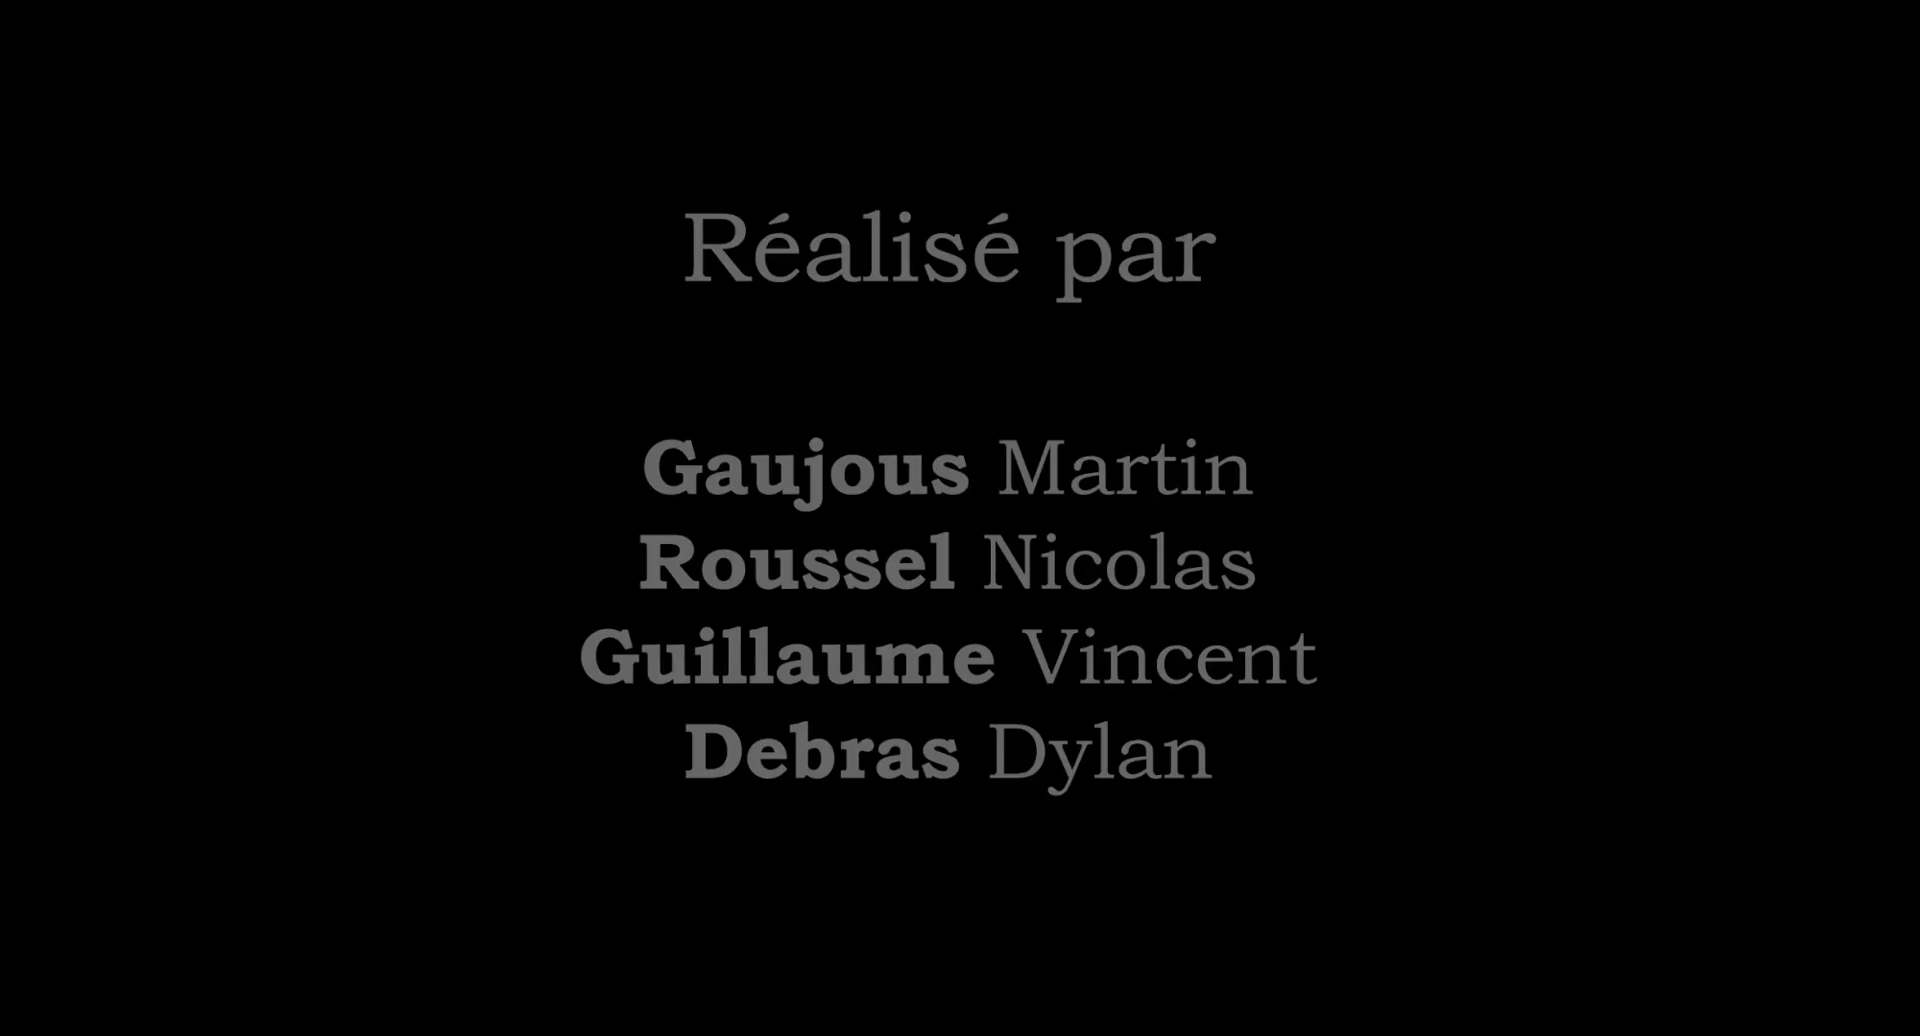 Réalisé par
Gaujous Martin
Roussel Nicolas
Guillaume Vincent
Debras Dylan